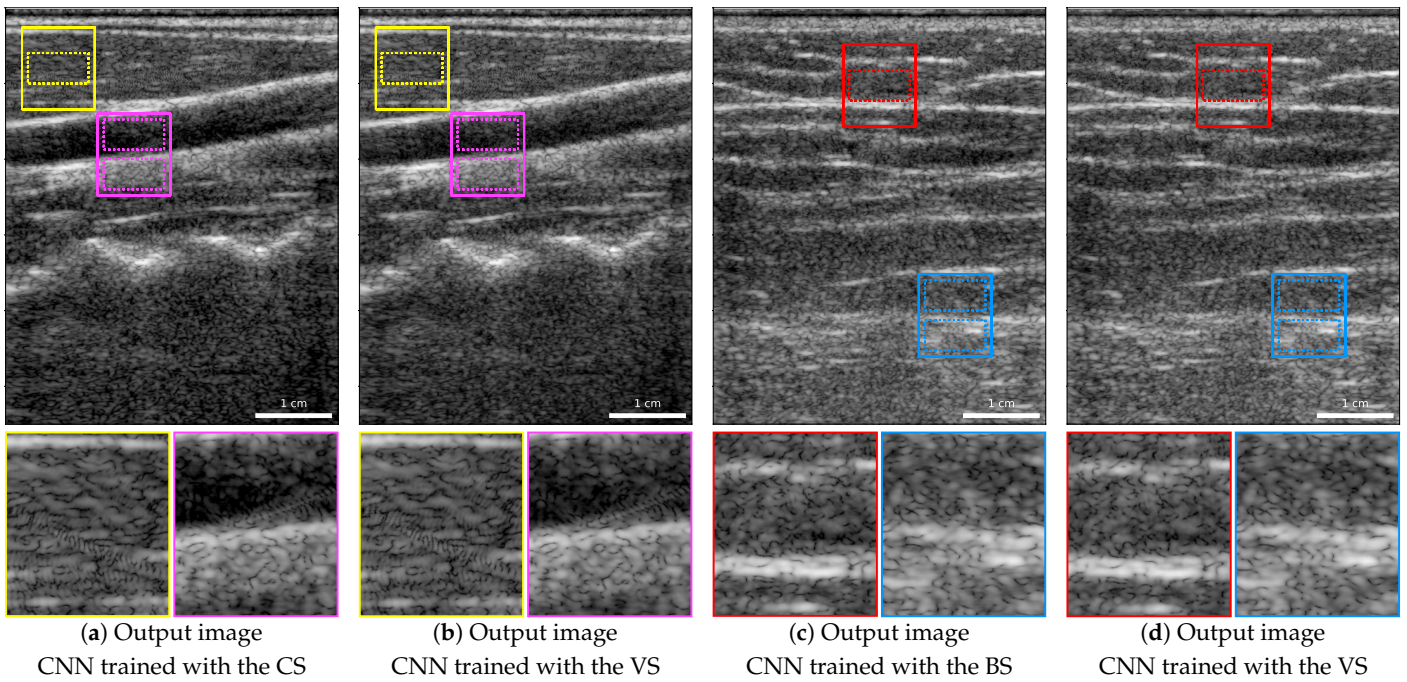 1 cm
1 cm
1 cm
1 cm
(a) Output image
CNN trained with the CS
(b) Output image
CNN trained with the VS
(c) Output image
CNN trained with the BS
(d) Output image
CNN trained with the VS